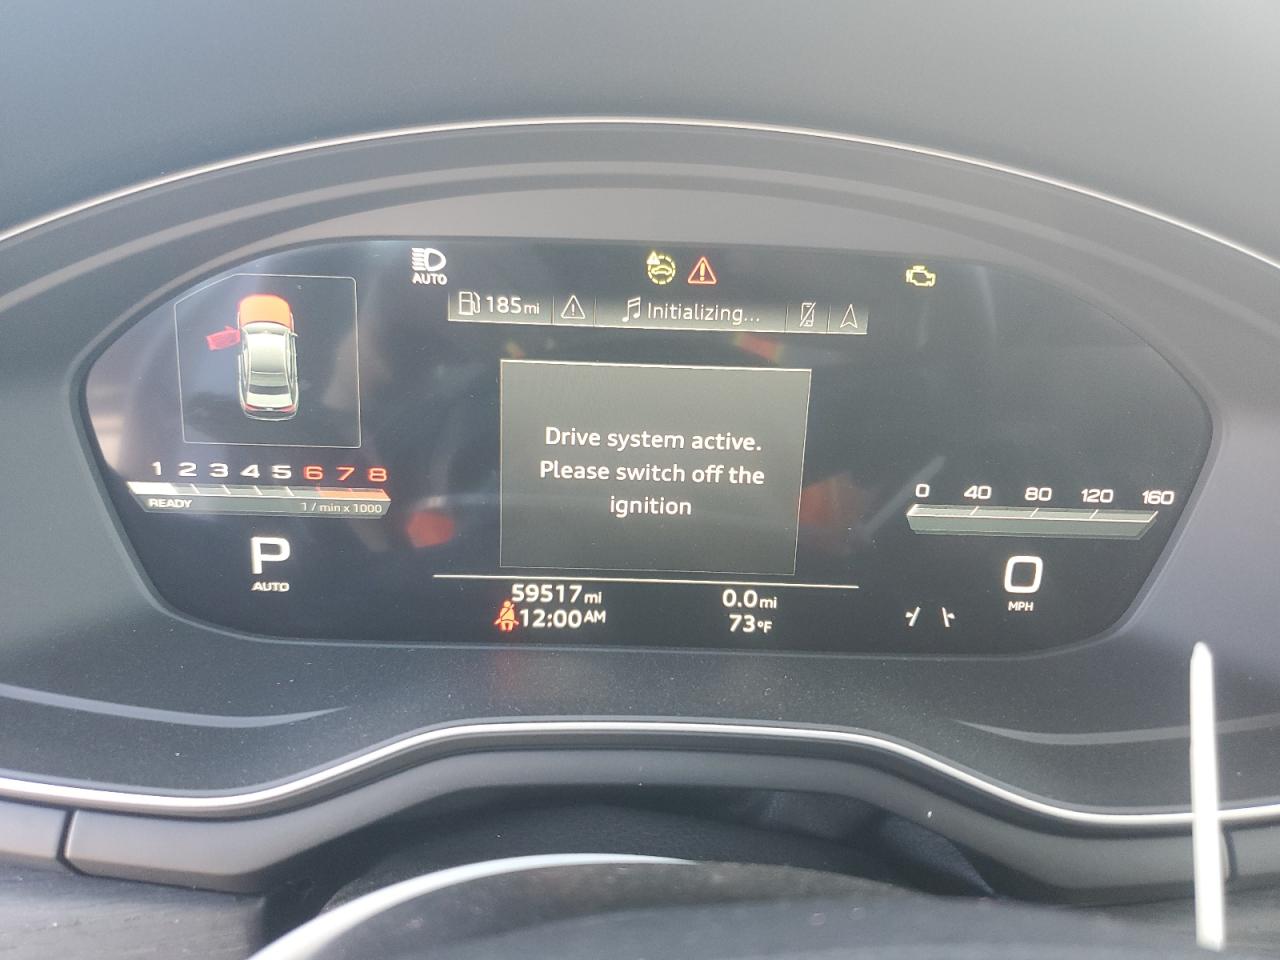 AUTO
185mi
Initializing...
Drive system active.
Please switch off the
ignition
1 2 3 4 5 6 7 8
READY
1 / min x 1000
P
AUTO
59517mi
12:00AM
0.0mi
73°F
0 40 80 120 160
0
MPH